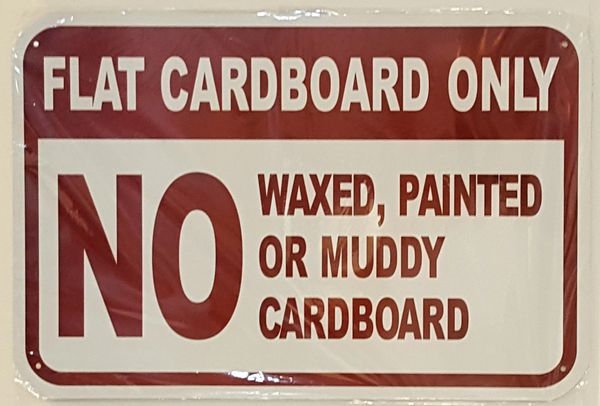 FLAT CARDBOARD ONLY
NO
WAXED, PAINTED
OR MUDDY
CARDBOARD